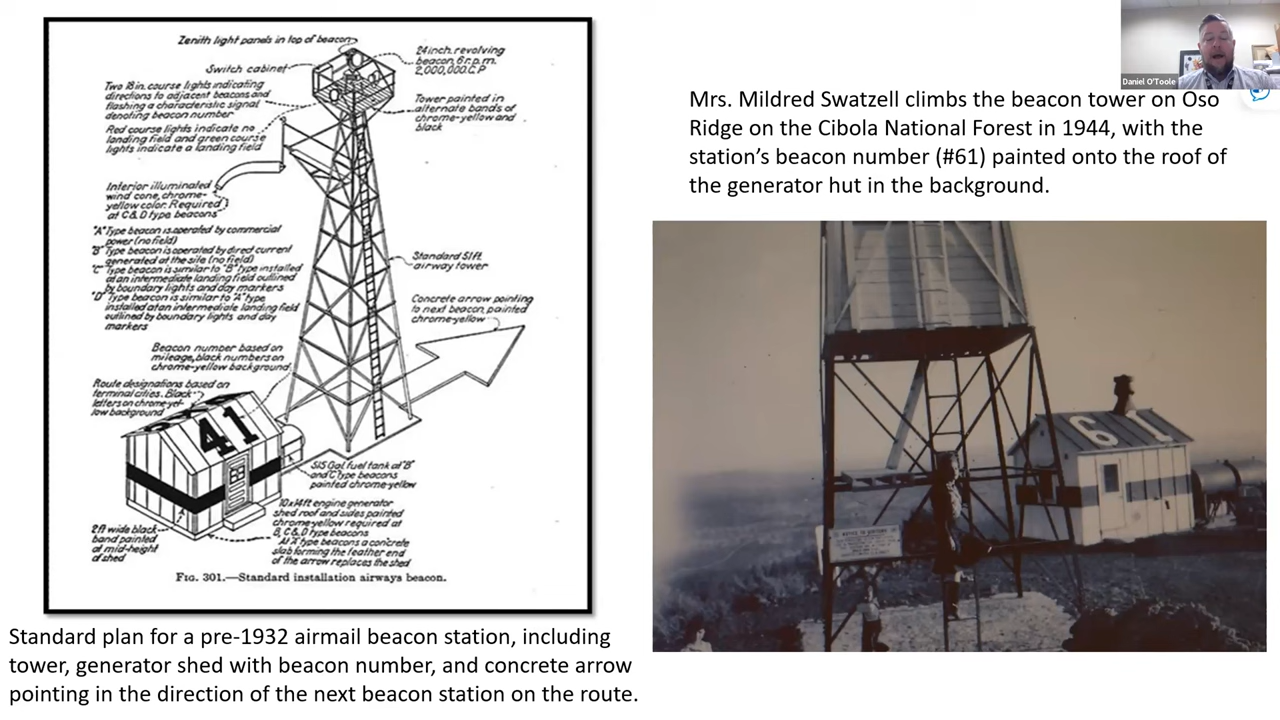 Zenith light panels in top of beacon
24 inch. revolving
beacon, 6 r.p.m.
2,000,000 C.P
Switch cabinet
Two 18 in. course lights indicating
directions to adjacent beacons and
flashing a characteristic signal
denoting beacon number
Tower painted in
alternate bands of
chrome-yellow and
black
Red course lights indicate no
landing field and green course
lights indicate a landing field
Interior illuminated
wind cone, chrome-
yellow color. Required
at C & D type beacons
"A" Type beacon is operated by commercial
power (no field)
"B" Type beacon is operated by direct current
generated at the site (no field)
"C" Type beacon is similar to "B" type installed
at an intermediate landing field outlined
by boundary lights and day markers
"D" Type beacon is similar to "A" type
installed at an intermediate landing field
outlined by boundary lights and day
markers
Standard 51 ft.
airway tower
Concrete arrow pointing
to next beacon, painted
chrome-yellow
Beacon number based on
mileage, black numbers on
chrome-yellow background
Route designations based on
terminal cities. Black
letters on chrome-yel-
low background
41
515 Gal. fuel tank at "B"
and "C" type beacons
painted chrome-yellow
10x14 ft engine generator
shed roof and sides painted
chrome-yellow required at
B, C & D type beacons
At "A" type beacons a concrete
slab forming the feather end
of the arrow replaces the shed
2 ft wide black
band painted
at mid-height
of shed
FIG. 301.—Standard installation airways beacon.
Standard plan for a pre-1932 airmail beacon station, including
tower, generator shed with beacon number, and concrete arrow
pointing in the direction of the next beacon station on the route.
Daniel O'Toole
Mrs. Mildred Swatzell climbs the beacon tower on Oso
Ridge on the Cibola National Forest in 1944, with the
station's beacon number (#61) painted onto the roof of
the generator hut in the background.
61